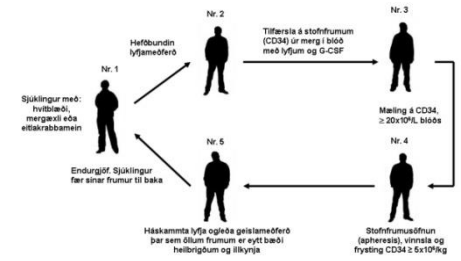 Nr. 1
Sjúklingur með:
hvítblæði,
mergæxli eða
eitlakrabbamein
Hefðbundin
lyfjameðferð
Nr. 2
Tilfærsla á stofnfrumum
(CD34) úr merg í blóð
með lyfjum og G-CSF
Nr. 3
Mæling á CD34,
≥ 20x10⁶/L blóðs
Nr. 4
Stofnfrumusöfnun
(apheresis), vinnsla og
frysting CD34 ≥ 5x10⁶/kg
Nr. 5
Háskammta lyfja og/eða geislameðferð
þar sem öllum frumum er eytt bæði
heilbrigðum og illkynja
Endurgjöf. Sjúklingur
fær sínar frumur til baka